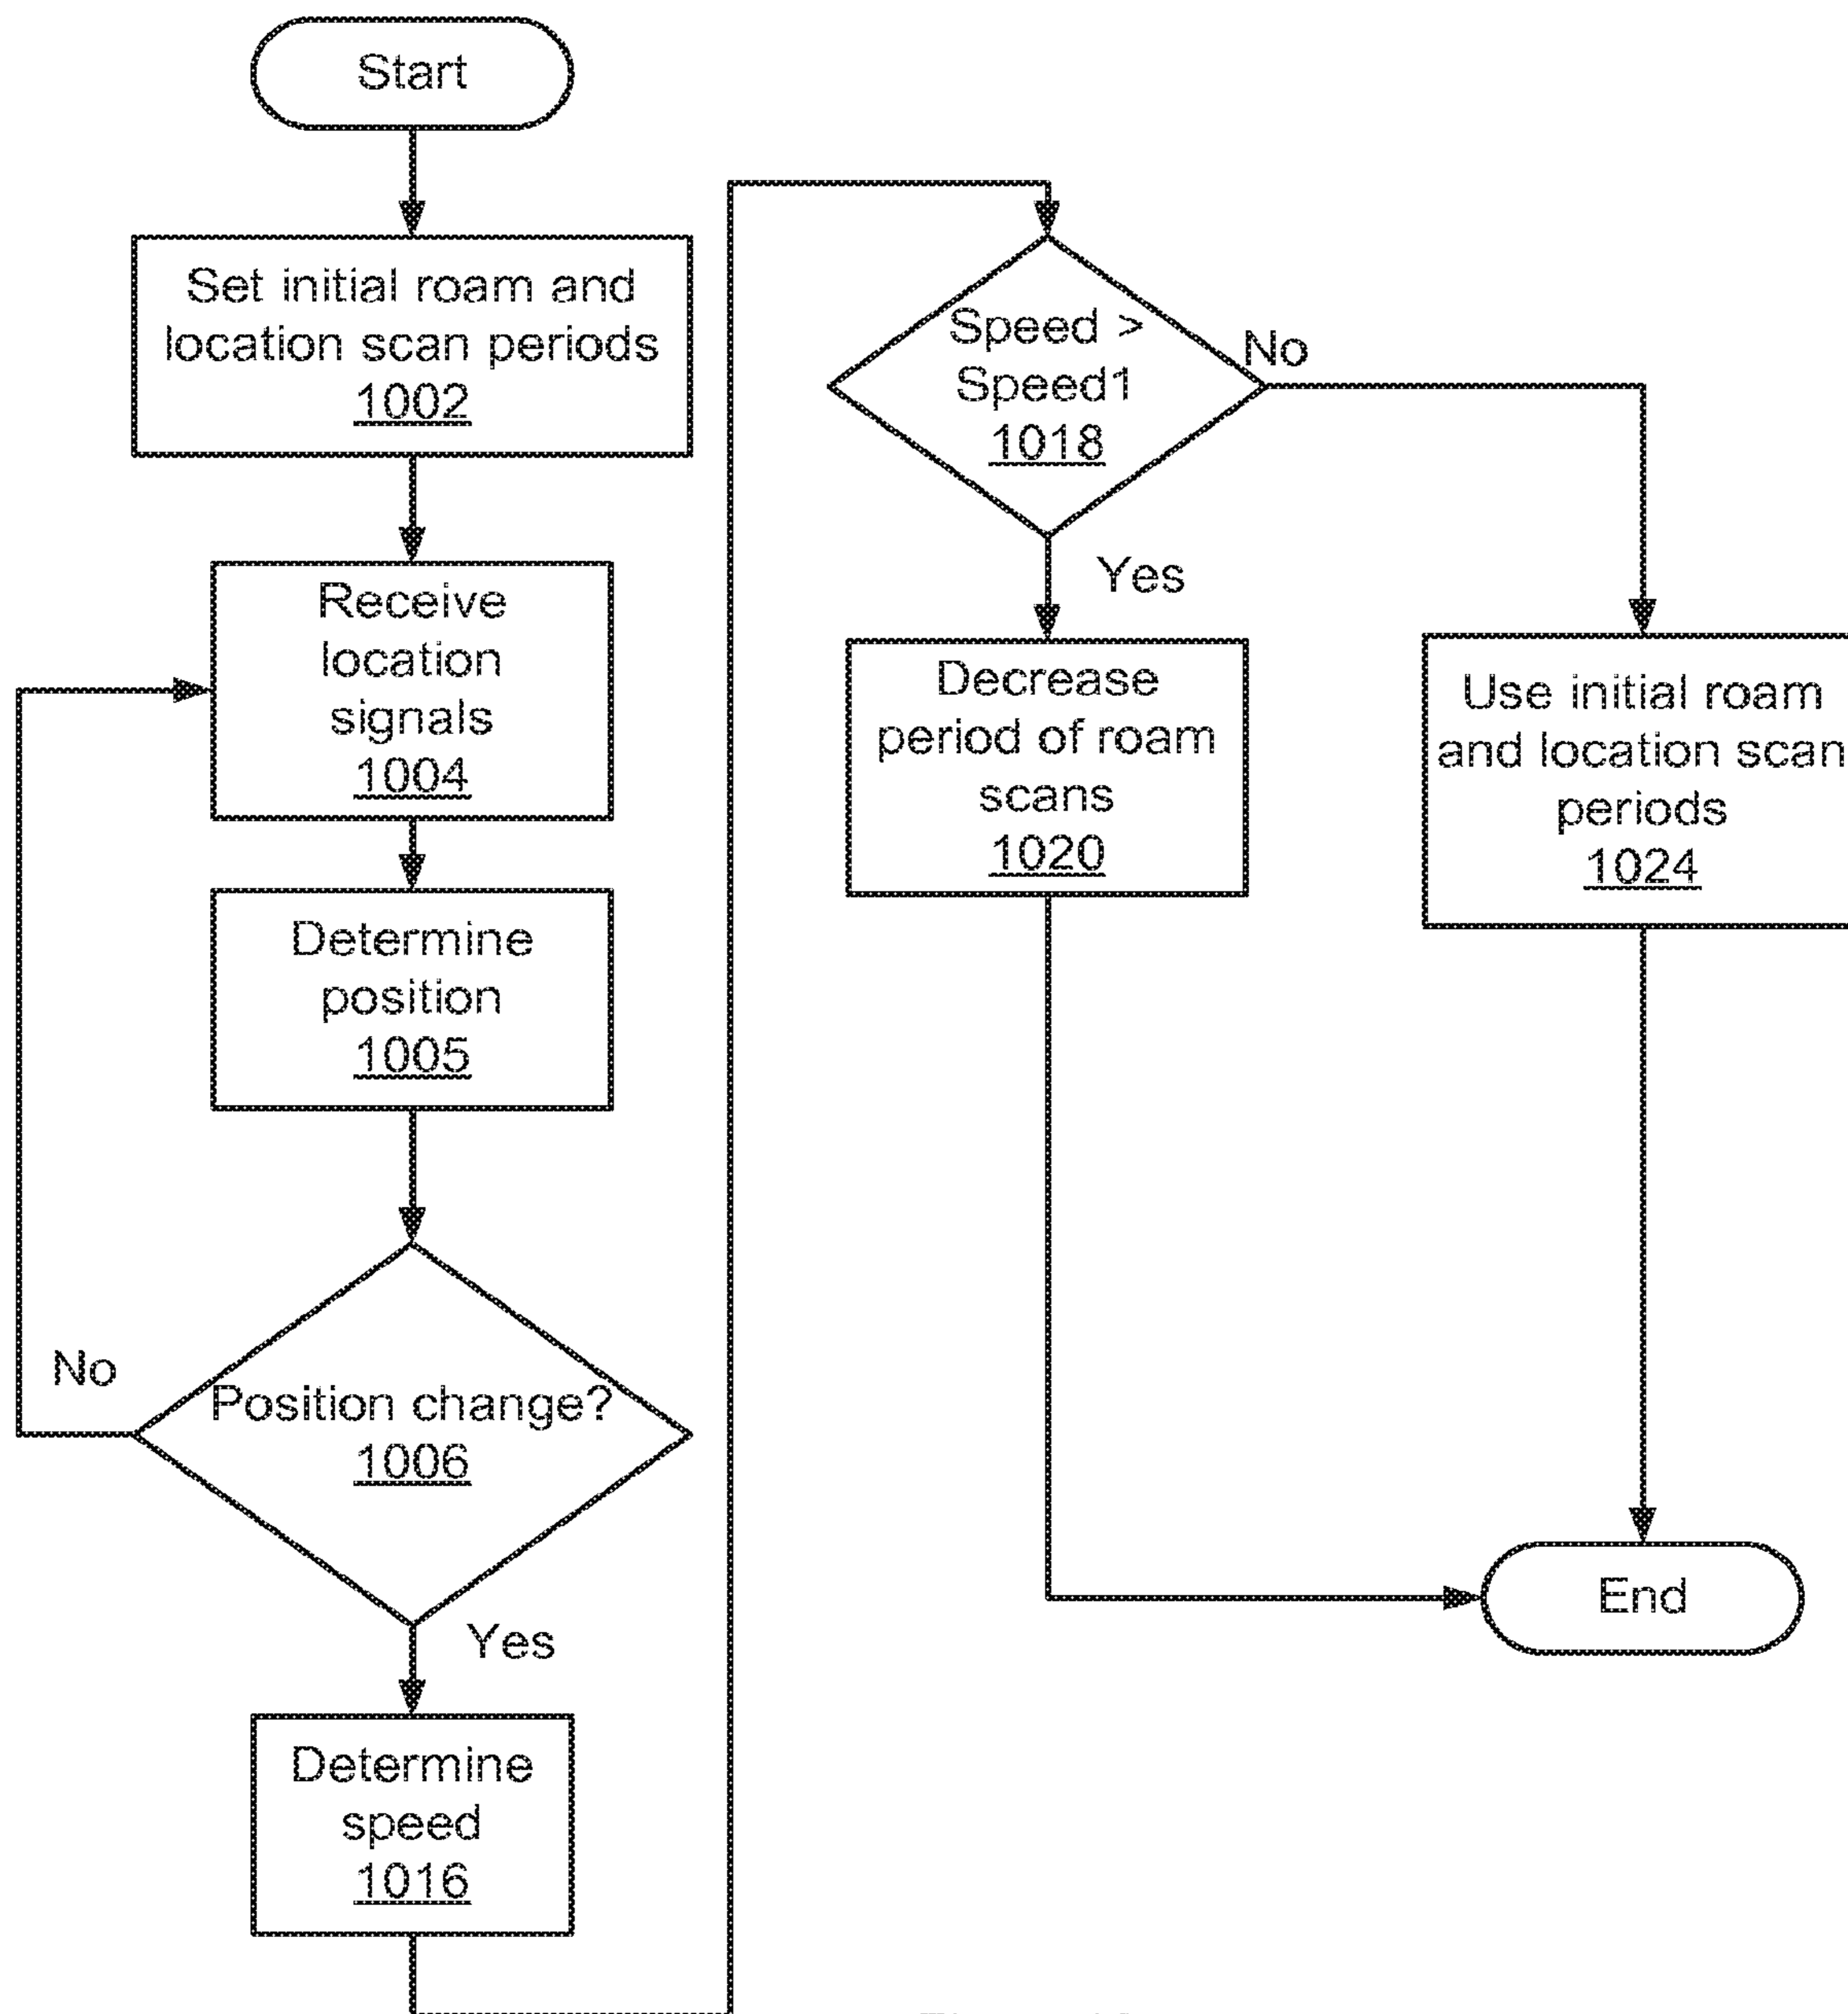 Start
Set initial roam and
location scan periods
1002
Receive
location
signals
1004
Determine
position
1005
No
Position change?
1006
Yes
Determine
speed
1016
Speed >
Speed1
1018
No
Yes
Decrease
period of roam
scans
1020
Use initial roam
and location scan
periods
1024
End